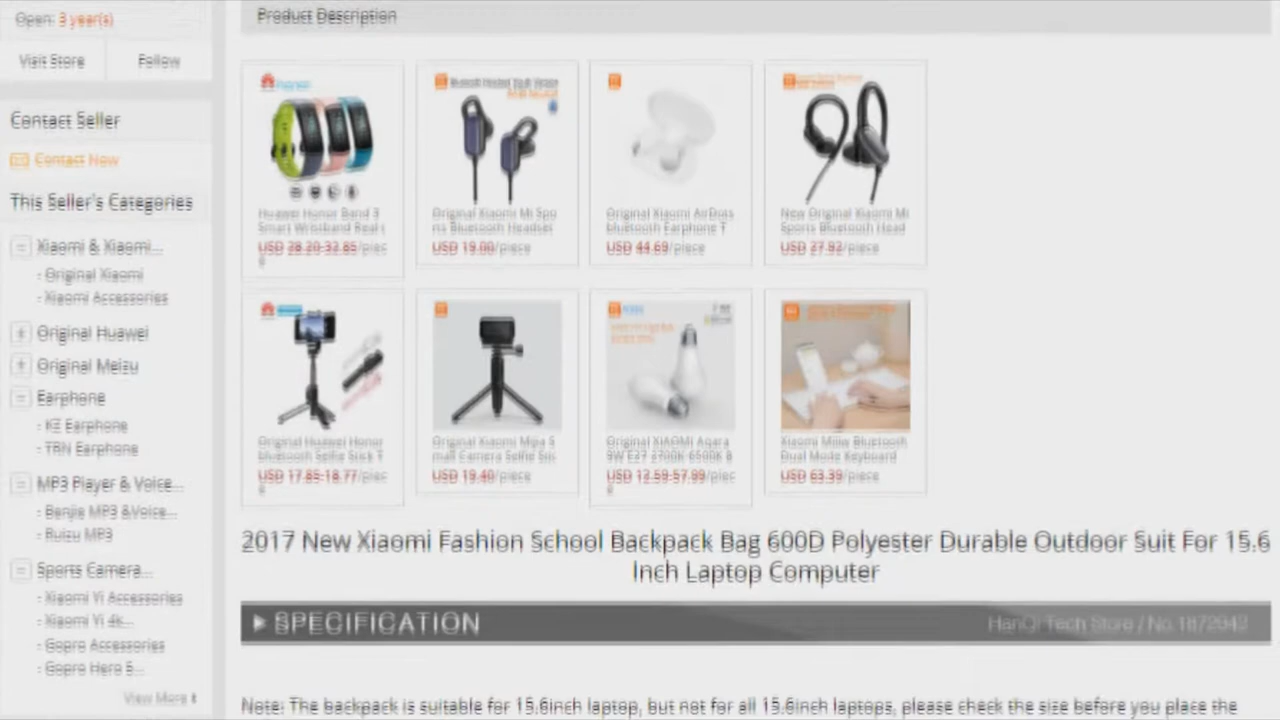 Open: 3 year(s)
Visit Store
Follow
Contact Seller
Contact Now
This Seller's Categories
Xiaomi & Xiaomi...
- Original Xiaomi
- Xiaomi Accessories
Original Huawei
Original Meizu
Earphone
- KZ Earphone
- TRN Earphone
MP3 Player & Voice...
- Benjie MP3 &Voice...
- Ruizu MP3
Sports Camera...
- Xiaomi Yi Accessories
- Xiaomi Yi 4k...
- Gopro Accessories
- Gopro Hero 5...
View More
Product Description
Huawei Honor Band 3
Smart Wristband Real t
USD 28.20-32.85/piec
e
Original Xiaomi Mi Spo
rts Bluetooth Headset
USD 19.00/piece
Original Xiaomi AirDots
bluetooth Earphone T
USD 44.69/piece
New Original Xiaomi Mi
Sports Bluetooth Head
USD 27.92/piece
Original Huawei Honor
bluetooth Selfie Stick T
USD 17.85-18.77/piec
e
Original Xiaomi Mijia S
mall Camera Selfie Stic
USD 19.40/piece
Original XIAOMI Aqara
9W E27 2700K-6500K
USD 12.59-57.99/piec
e
Xiaomi Miiiw Bluetooth
Dual Mode Keyboard
USD 63.39/piece
2017 New Xiaomi Fashion School Backpack Bag 600D Polyester Durable Outdoor Suit For 15.6
Inch Laptop Computer
SPECIFICATION
HanQi Tech Store / No.
Note: The backpack is suitable for 15.6inch laptop, but not for all 15.6inch laptops, please check the size before you place the